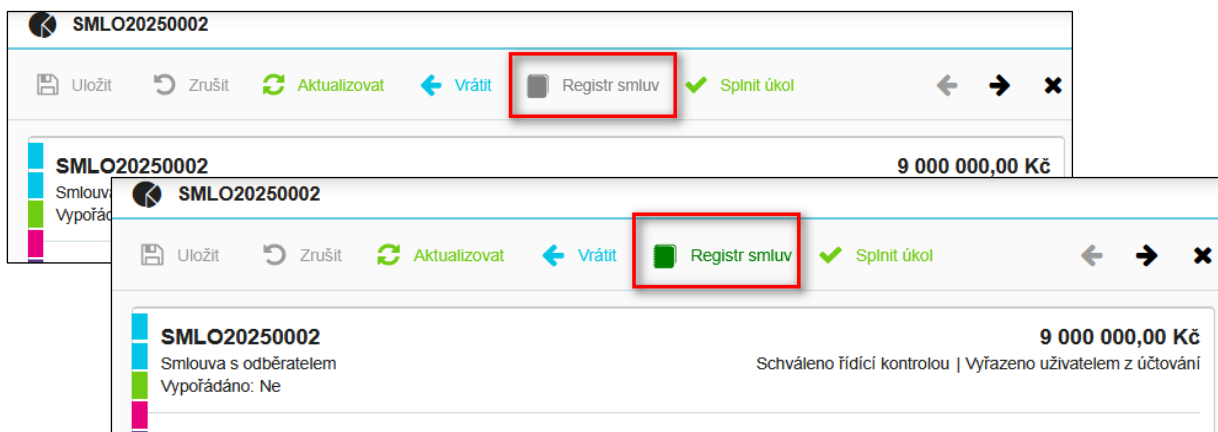 SMLO20250002
Uložit Zrušit Aktualizovat Vrátit Registr smluv Splnit úkol
SMLO20250002 9 000 000,00 Kč
SMLO20250002
Uložit Zrušit Aktualizovat Vrátit Registr smluv Splnit úkol
SMLO20250002 9 000 000,00 Kč
Smlouva s odběratelem Schváleno řídící kontrolou | Vyřazeno uživatelem z účtování
Vypořádáno: Ne